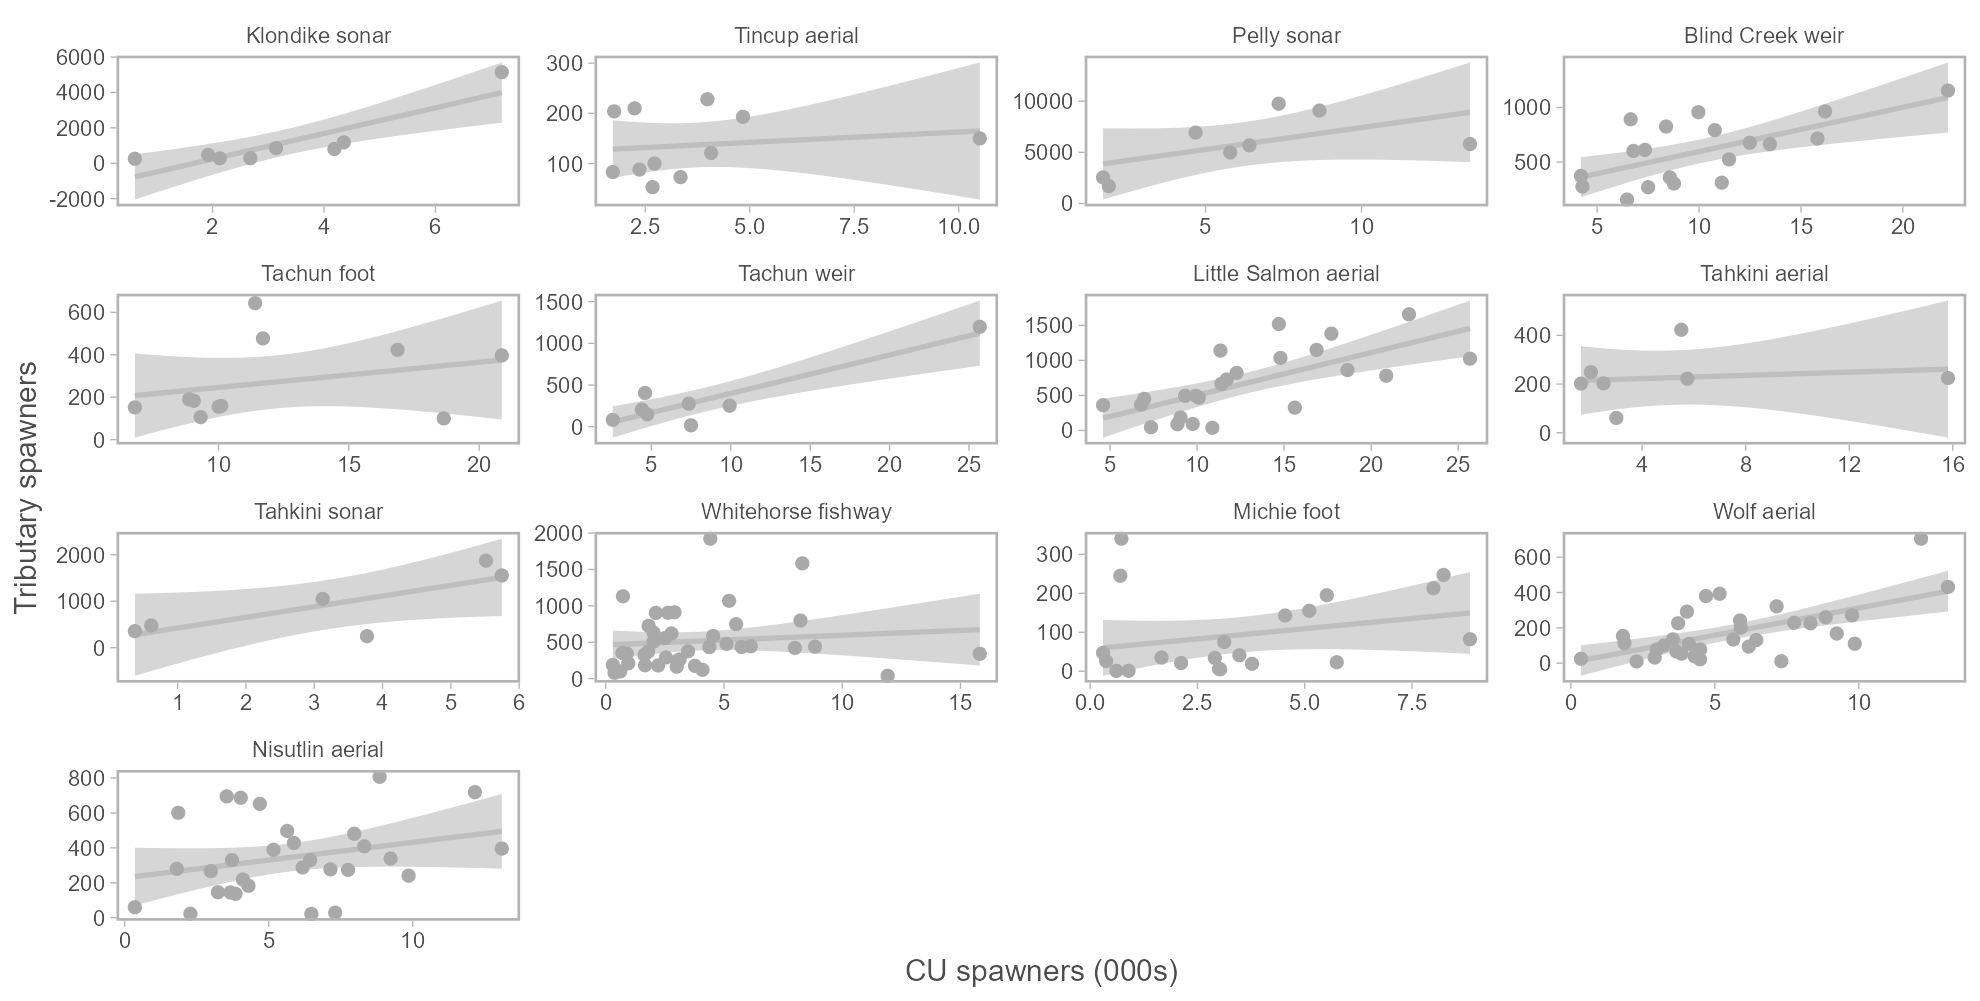 Klondike sonar Tincup aerial Pelly sonar Blind Creek weir
6000 4000 2000 0 -2000
300 200 100
10000 5000 0
1000 500
2 4 6
2.5 5.0 7.5 10.0
5 10
5 10 15 20
Tachun foot Tachun weir Little Salmon aerial Tahkini aerial
600 400 200 0
1500 1000 500 0
1500 1000 500 0
400 200 0
10 15 20
5 10 15 20 25
5 10 15 20 25
4 8 12 16
Tributary spawners
Tahkini sonar Whitehorse fishway Michie foot Wolf aerial
2000 1000 0
2000 1500 1000 500 0
300 200 100 0
600 400 200 0
1 2 3 4 5 6
0 5 10 15
0.0 2.5 5.0 7.5
0 5 10
Nisutlin aerial
800 600 400 200 0
0 5 10
CU spawners (000s)